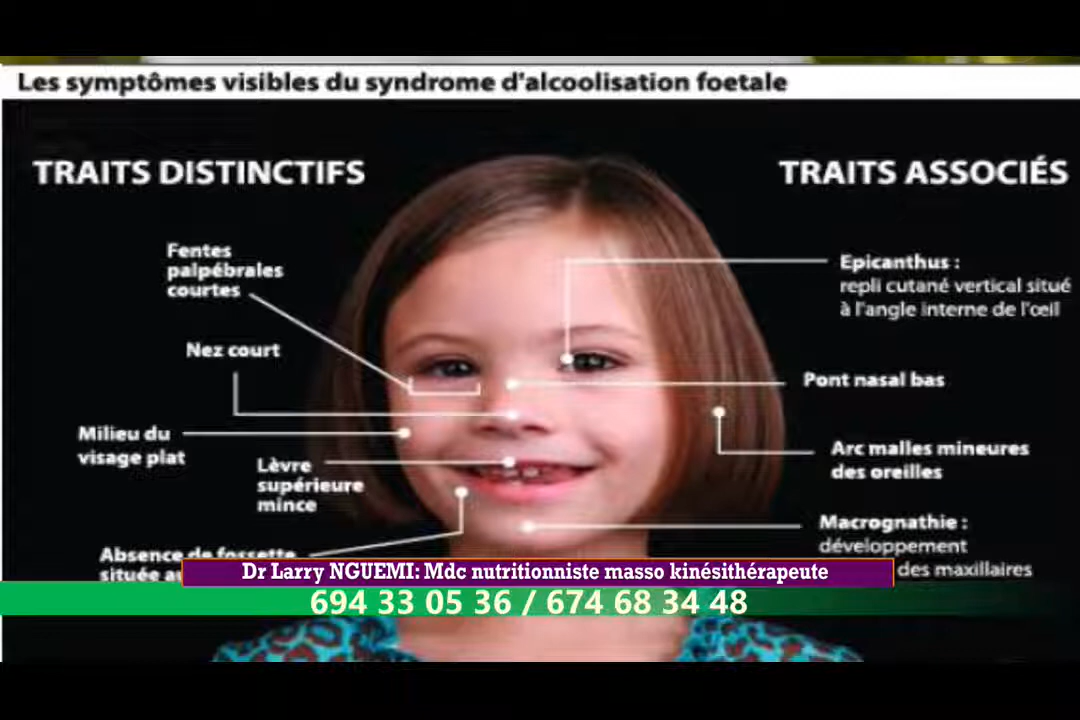 Les symptômes visibles du syndrome d'alcoolisation foetale
TRAITS DISTINCTIFS
Fentes
palpébrales
courtes
Nez court
Milieu du
visage plat
Lèvre
supérieure
mince
Absence de fossette
située
TRAITS ASSOCIÉS
Epicanthus :
repli cutané vertical situé
à l'angle interne de l'œil
Pont nasal bas
Arc malles mineures
des oreilles
Macrognathie :
développement
des maxillaires
Dr Larry NGUEMI: Mdc nutritionniste masso kinésithérapeute
694 33 05 36 / 674 68 34 48